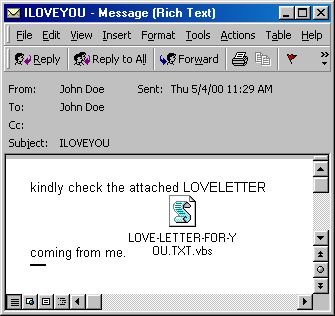 ILOVEYOU - Message (Rich Text)
File Edit View Insert Format Tools Actions Table Help
Reply Reply to All Forward
From: John Doe Sent: Thu 5/4/00 11:29 AM
To: John Doe
Cc:
Subject: ILOVEYOU
kindly check the attached LOVELETTER
LOVE-LETTER-FOR-Y
OU.TXT.vbs
coming from me.